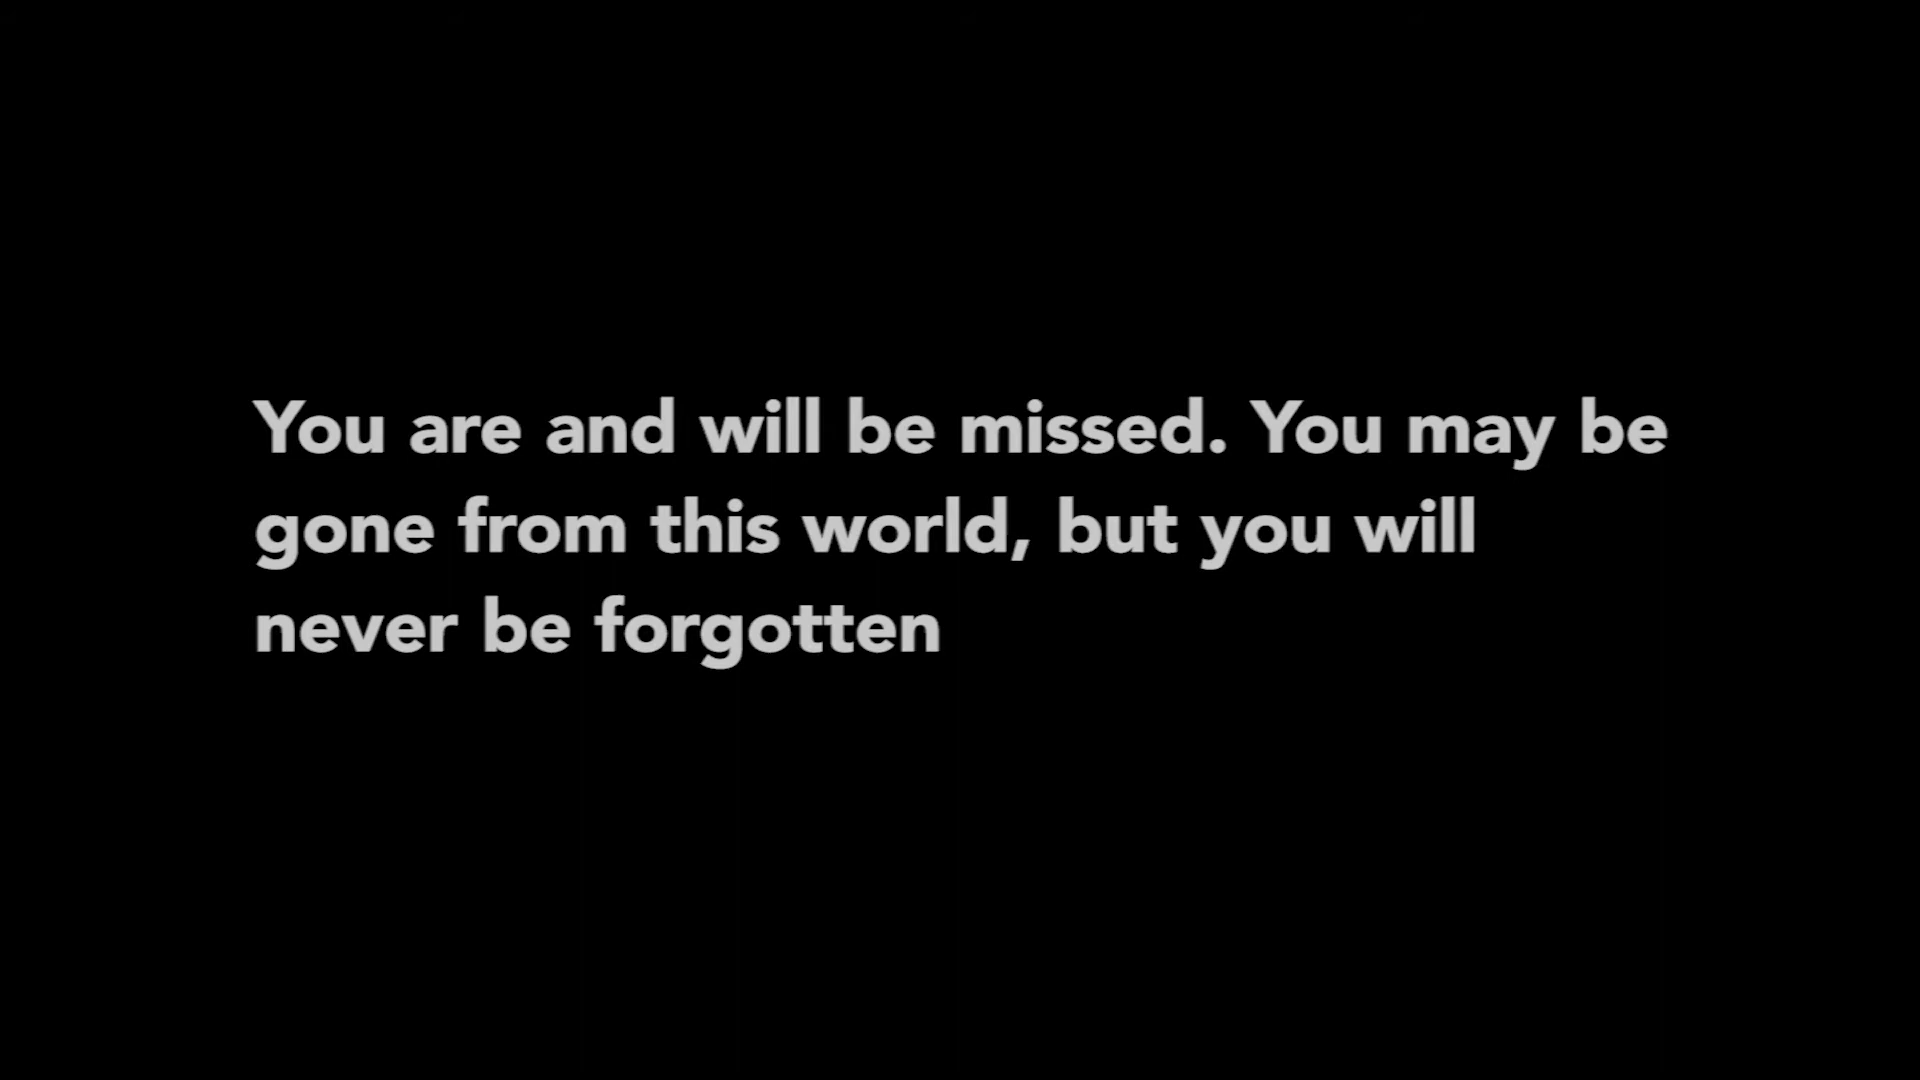 You are and will be missed. You may be
gone from this world, but you will
never be forgotten